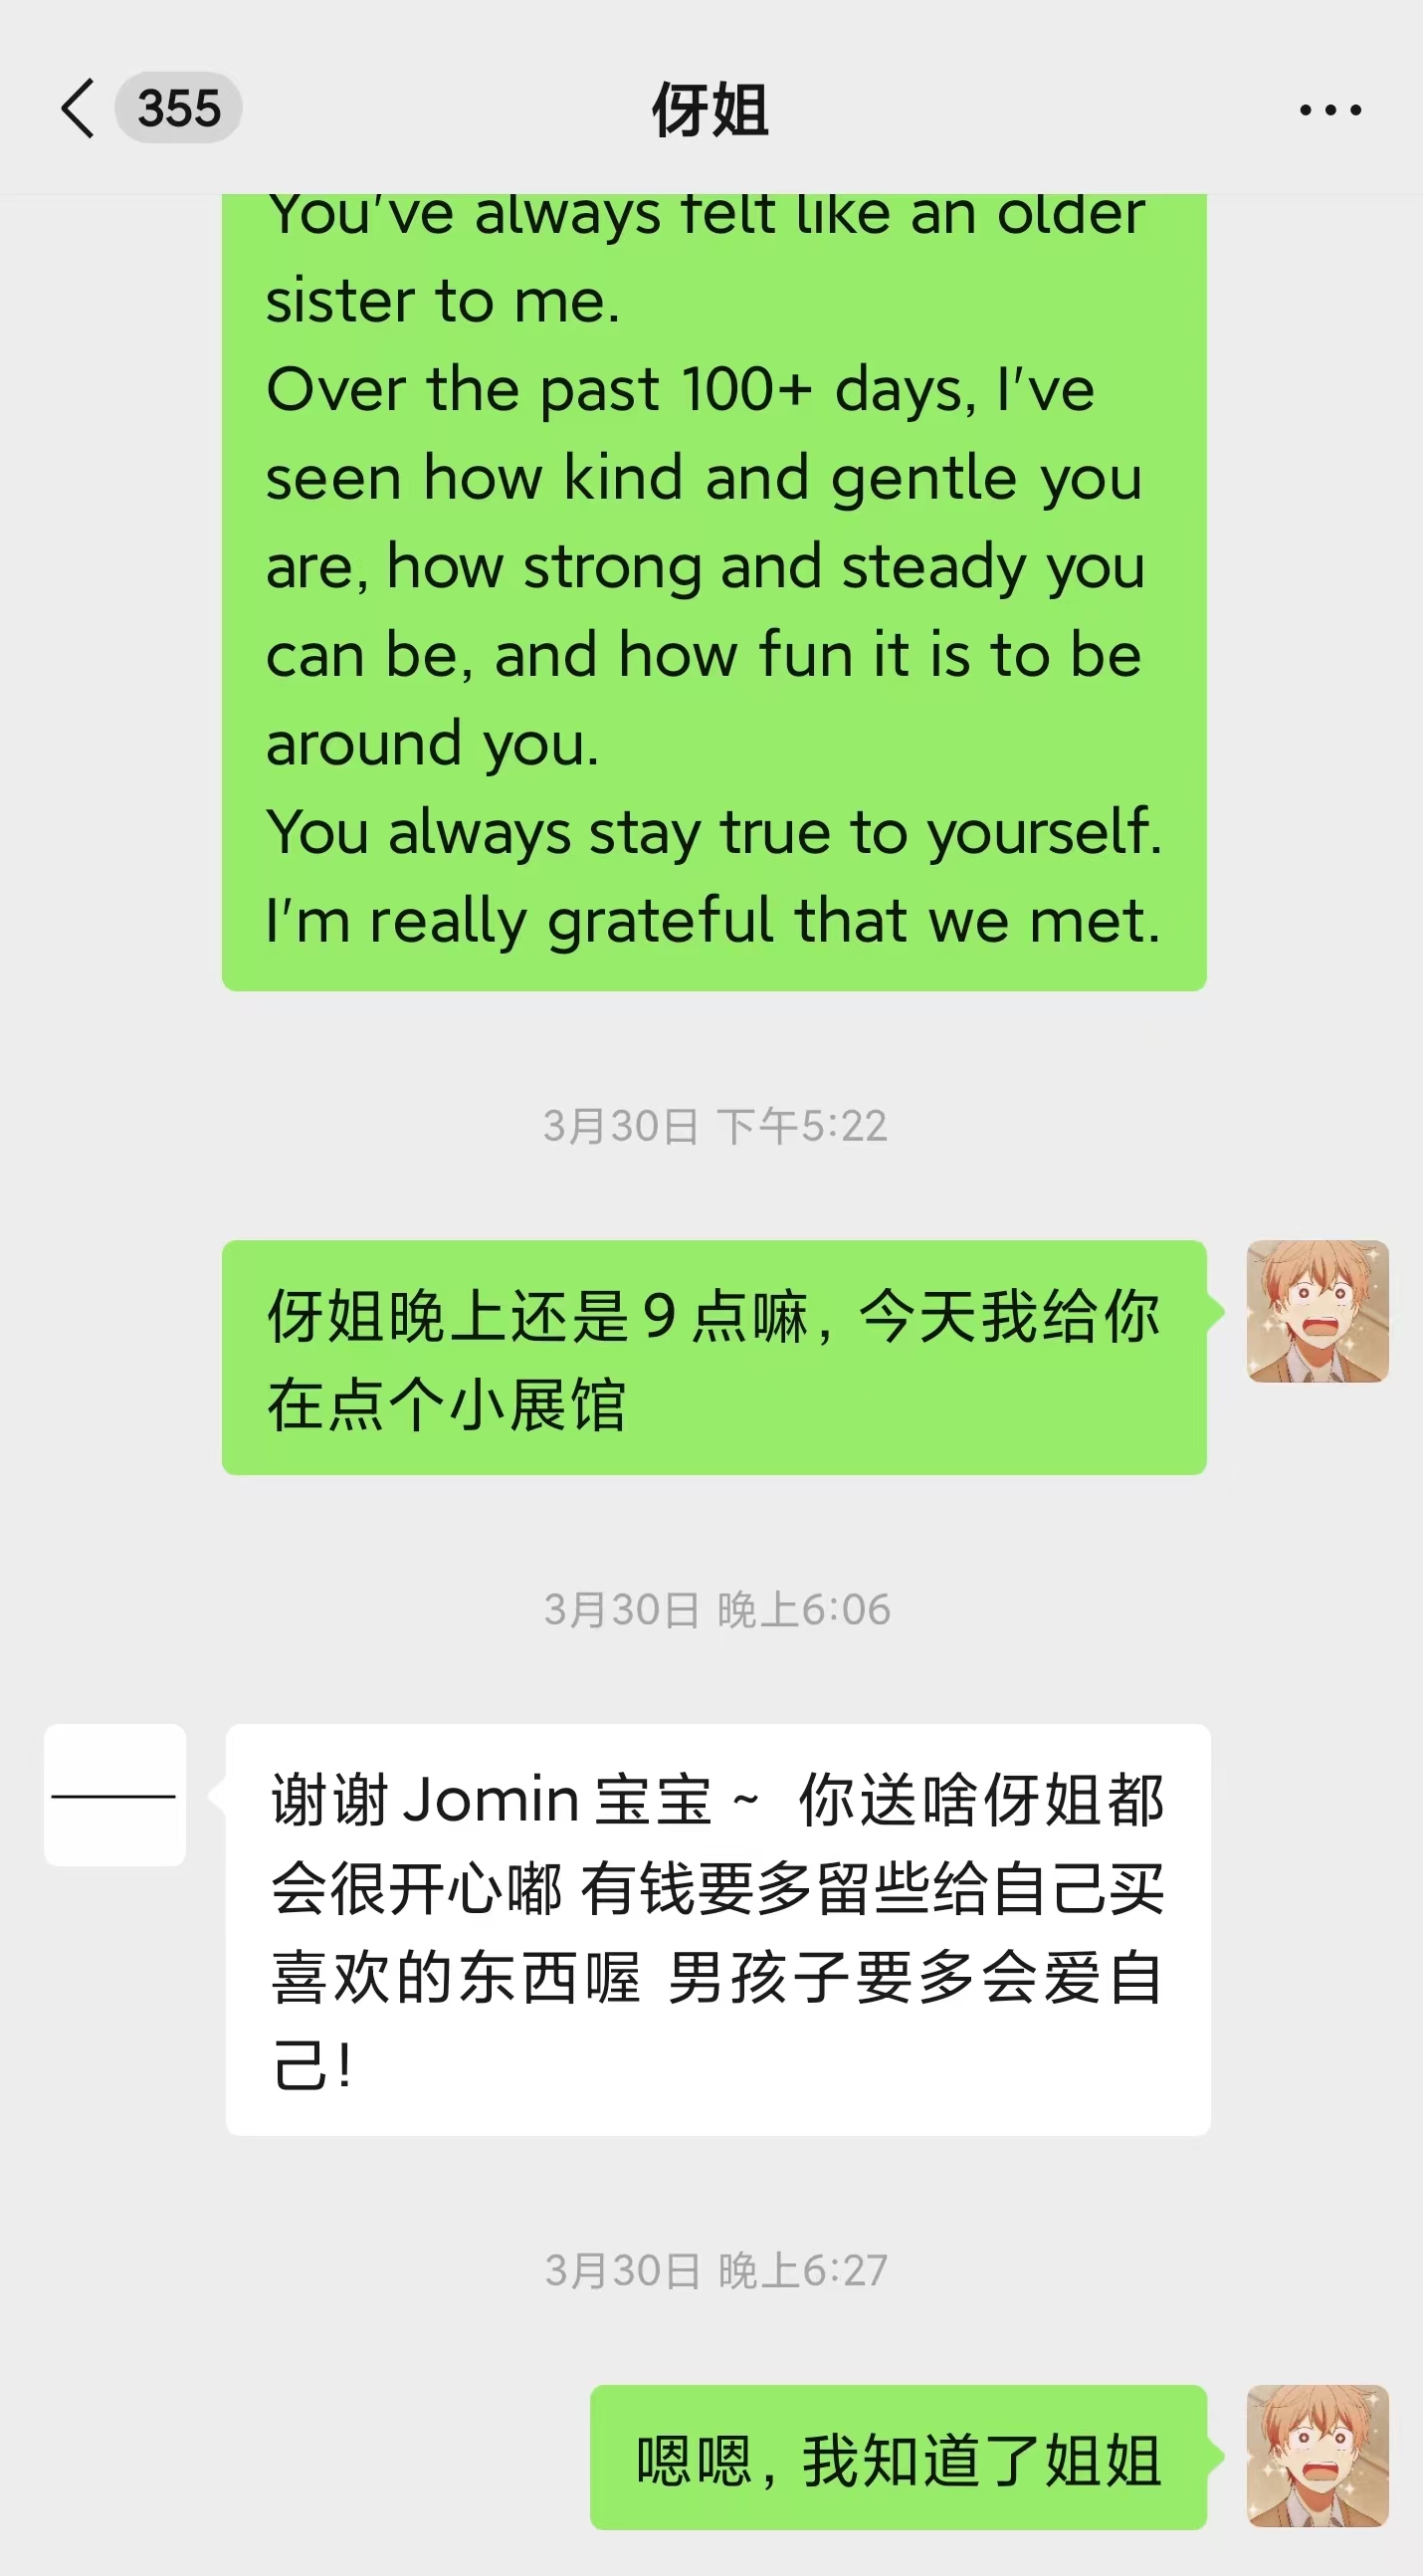 355
伢姐
You've always felt like an older
sister to me.
Over the past 100+ days, I've
seen how kind and gentle you
are, how strong and steady you
can be, and how fun it is to be
around you.
You always stay true to yourself.
I'm really grateful that we met.
3月30日 下午5:22
伢姐晚上还是9点嘛，今天我给你
在点个小展馆
3月30日 晚上6:06
谢谢Jomin宝宝～ 你送啥伢姐都
会很开心嘟 有钱要多留些给自己买
喜欢的东西喔 男孩子要多会爱自
己！
3月30日 晚上6:27
嗯嗯，我知道了姐姐